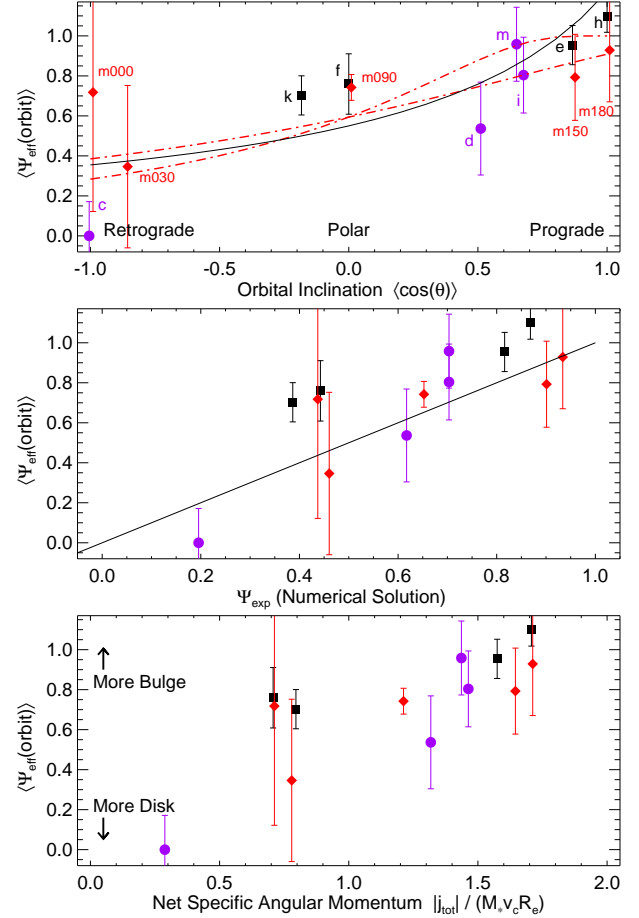 ⟨Ψeff(orbit)⟩
1.0
0.8
0.6
0.4
0.2
0.0
m000
m030
c
k
f
m090
m
i
d
e
h
m180
m150
Retrograde
Polar
Prograde
-1.0
-0.5
0.0
0.5
1.0
Orbital Inclination ⟨cos(θ)⟩
⟨Ψeff(orbit)⟩
1.0
0.8
0.6
0.4
0.2
0.0
0.0
0.2
0.4
0.6
0.8
1.0
Ψexp (Numerical Solution)
⟨Ψeff(orbit)⟩
1.0
0.8
0.6
0.4
0.2
0.0
More Bulge
More Disk
0.0
0.5
1.0
1.5
2.0
Net Specific Angular Momentum |jtot| / (M*vcRe)